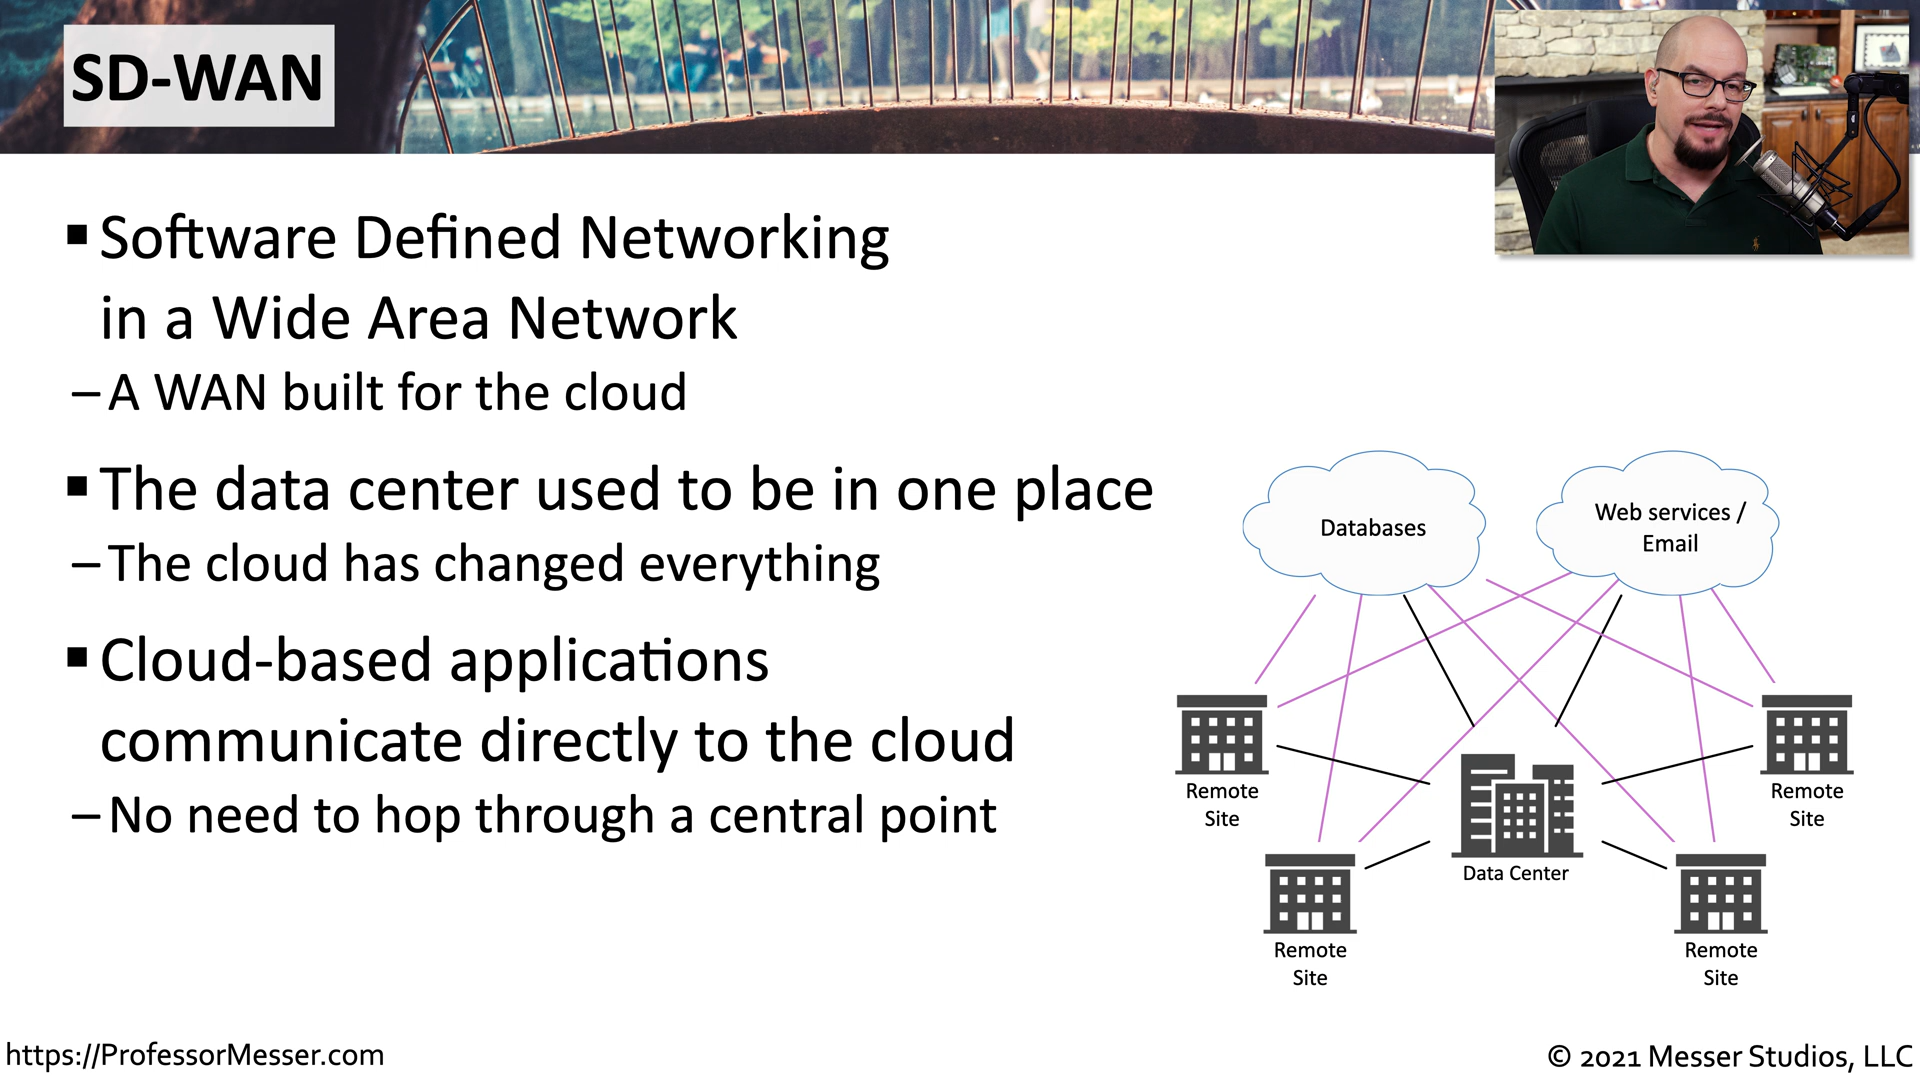 SD-WAN
▪ Software Defined Networking
in a Wide Area Network
– A WAN built for the cloud
▪ The data center used to be in one place
– The cloud has changed everything
▪ Cloud-based applications
communicate directly to the cloud
– No need to hop through a central point
Databases
Web services /
Email
Remote
Site
Remote
Site
Data Center
Remote
Site
Remote
Site
https://ProfessorMesser.com
© 2021 Messer Studios, LLC